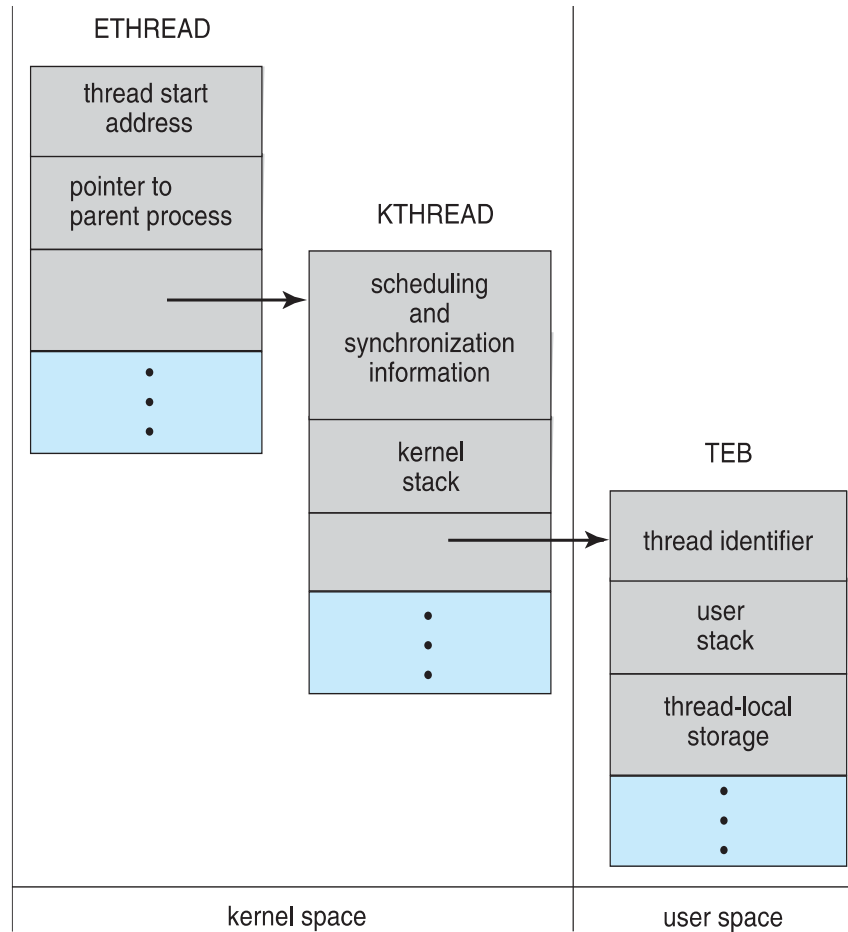 ETHREAD
thread start
address
pointer to
parent process
KTHREAD
scheduling
and
synchronization
information
kernel
stack
TEB
thread identifier
user
stack
thread-local
storage
kernel space
user space